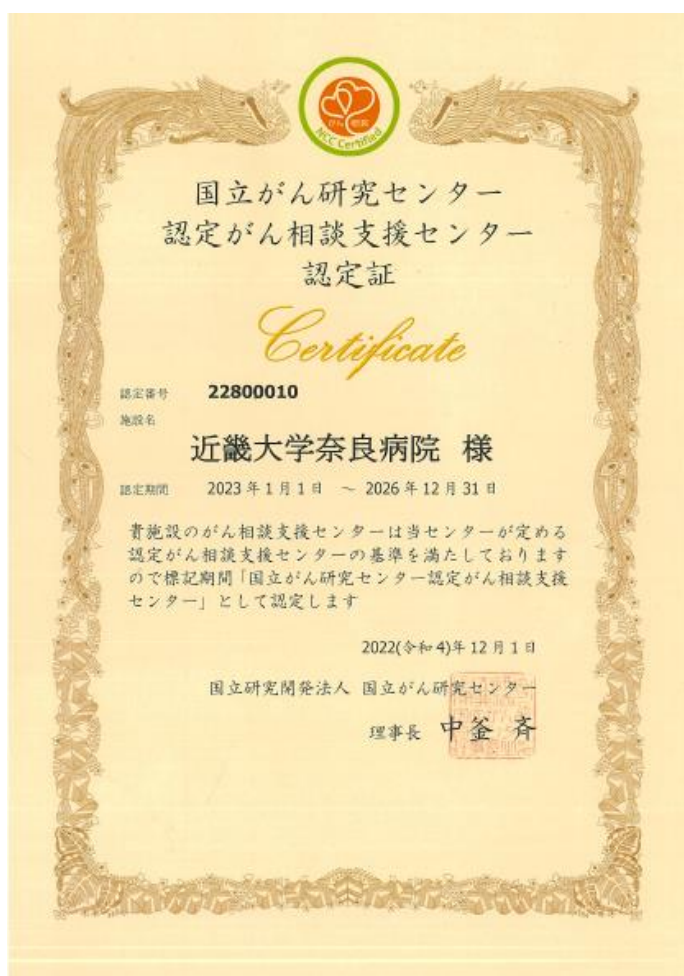 がん 相談
NCC Certified
国立がん研究センター
認定がん相談支援センター
認定証
Certificate
認定番号 22800010
施設名
近畿大学奈良病院 様
認定期間 2023年1月1日 ～ 2026年12月31日
貴施設のがん相談支援センターは当センターが定める
認定がん相談支援センターの基準を満たしております
ので標記期間「国立がん研究センター認定がん相談支援
センター」として認定します
2022(令和4)年12月1日
国立研究開発法人 国立がん研究センター
理事長 中釜 斉